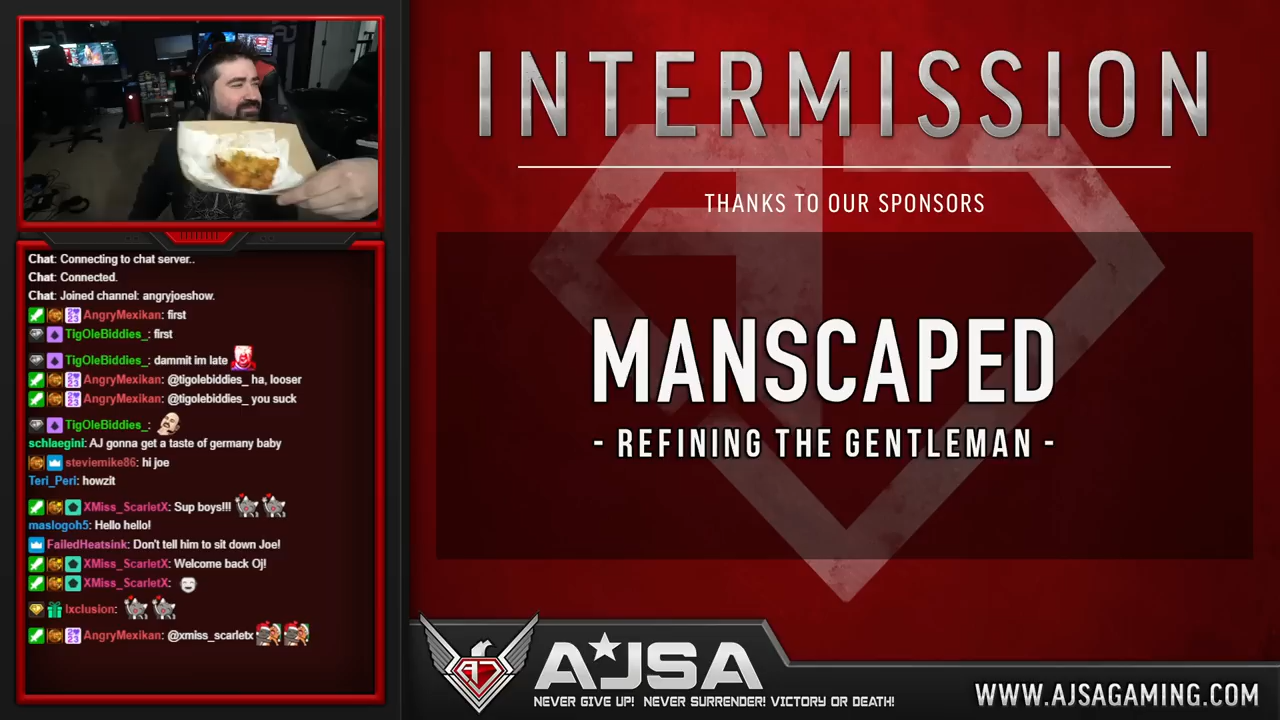 INTERMISSION
THANKS TO OUR SPONSORS
MANSCAPED
- REFINING THE GENTLEMAN -
Chat: Connecting to chat server..
Chat: Connected.
Chat: Joined channel: angryjoeshow.
AngryMexikan: first
TigOleBiddies_: first
TigOleBiddies_: dammit im late
AngryMexikan: @tigolebiddies_ ha, looser
AngryMexikan: @tigolebiddies_ you suck
TigOleBiddies_:
schlaegini: AJ gonna get a taste of germany baby
steviemike86: hi joe
Teri_Peri: howzit
XMiss_ScarletX: Sup boys!!!
maslogoh5: Hello hello!
FailedHeatsink: Don't tell him to sit down Joe!
XMiss_ScarletX: Welcome back Oj!
XMiss_ScarletX:
lxclusion:
AngryMexikan: @xmiss_scarletx
A★JSA
NEVER GIVE UP! NEVER SURRENDER! VICTORY OR DEATH!
WWW.AJSAGAMING.COM